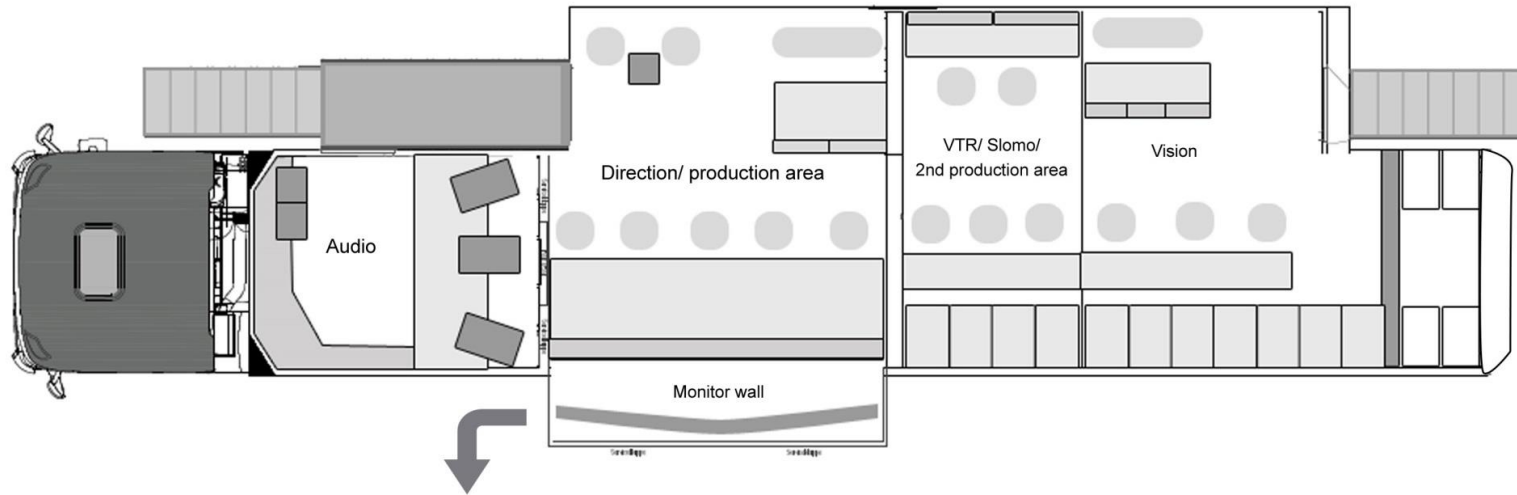 Audio
Direction/ production area
VTR/ Slomo/
2nd production area
Vision
Monitor wall